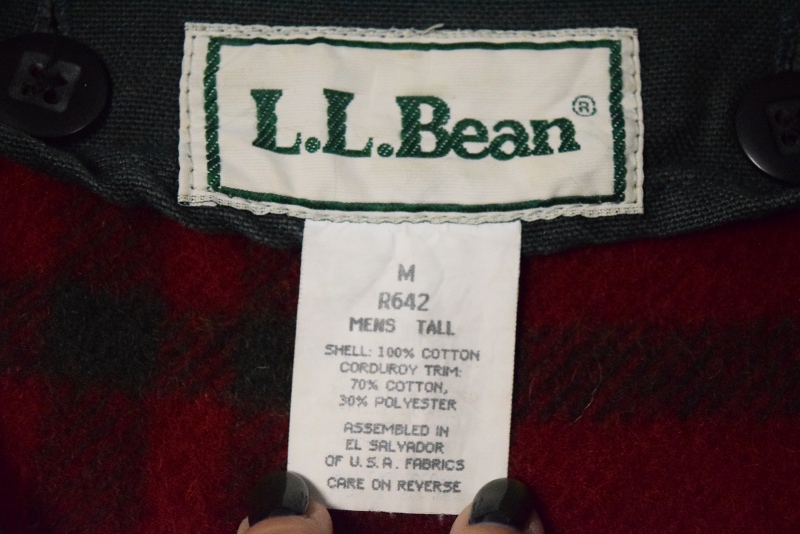 L.L.Bean®
M
R642
MENS TALL
SHELL: 100% COTTON
CORDUROY TRIM:
70% COTTON,
30% POLYESTER
ASSEMBLED IN
EL SALVADOR
OF U.S.A. FABRICS
CARE ON REVERSE